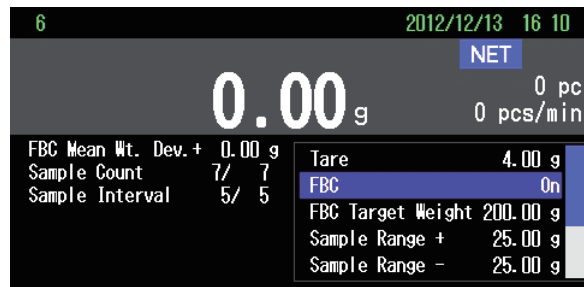 6 2012/12/13 16 10
NET
0.00 g
0 pc
0 pcs/min
FBC Mean Wt. Dev.+ 0.00 g
Sample Count 7/ 7
Sample Interval 5/ 5
Tare 4.00 g
FBC On
FBC Target Weight 200.00 g
Sample Range + 25.00 g
Sample Range - 25.00 g